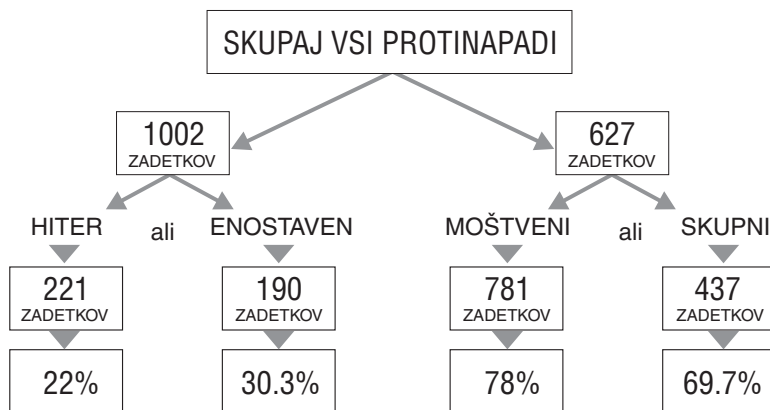 SKUPAJ VSI PROTINAPADI
1002
ZADETKOV
627
ZADETKOV
HITER ali ENOSTAVEN MOŠTVENI ali SKUPNI
221
ZADETKOV
190
ZADETKOV
781
ZADETKOV
437
ZADETKOV
22% 30.3% 78% 69.7%